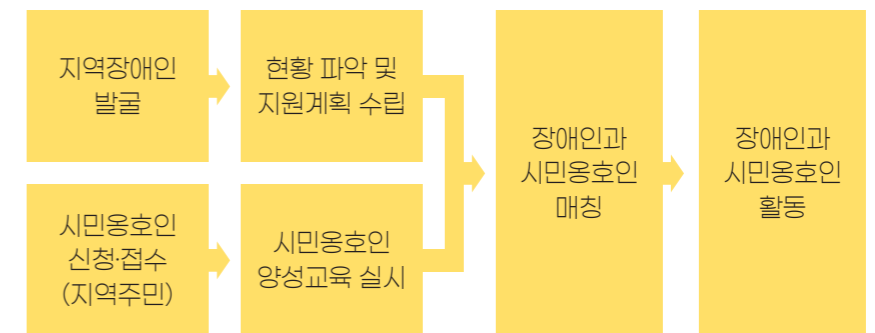 지역장애인
발굴
현황 파악 및
지원계획 수립
시민옹호인
신청·접수
(지역주민)
시민옹호인
양성교육 실시
장애인과
시민옹호인
매칭
장애인과
시민옹호인
활동